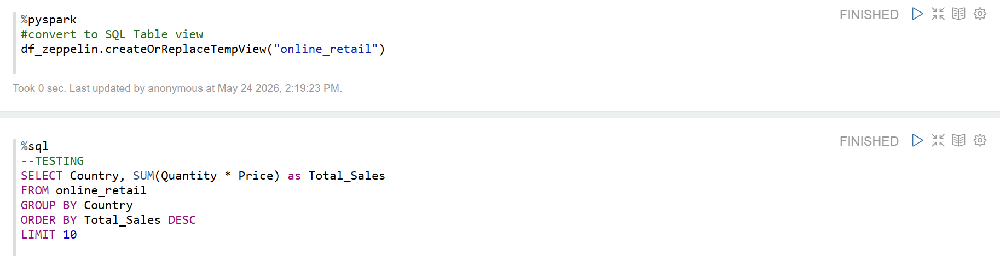 %pyspark
FINISHED
#convert to SQL Table view
df_zeppelin.createOrReplaceTempView("online_retail")
Took 0 sec. Last updated by anonymous at May 24 2026, 2:19:23 PM.
%sql
FINISHED
--TESTING
SELECT Country, SUM(Quantity * Price) as Total_Sales
FROM online_retail
GROUP BY Country
ORDER BY Total_Sales DESC
LIMIT 10